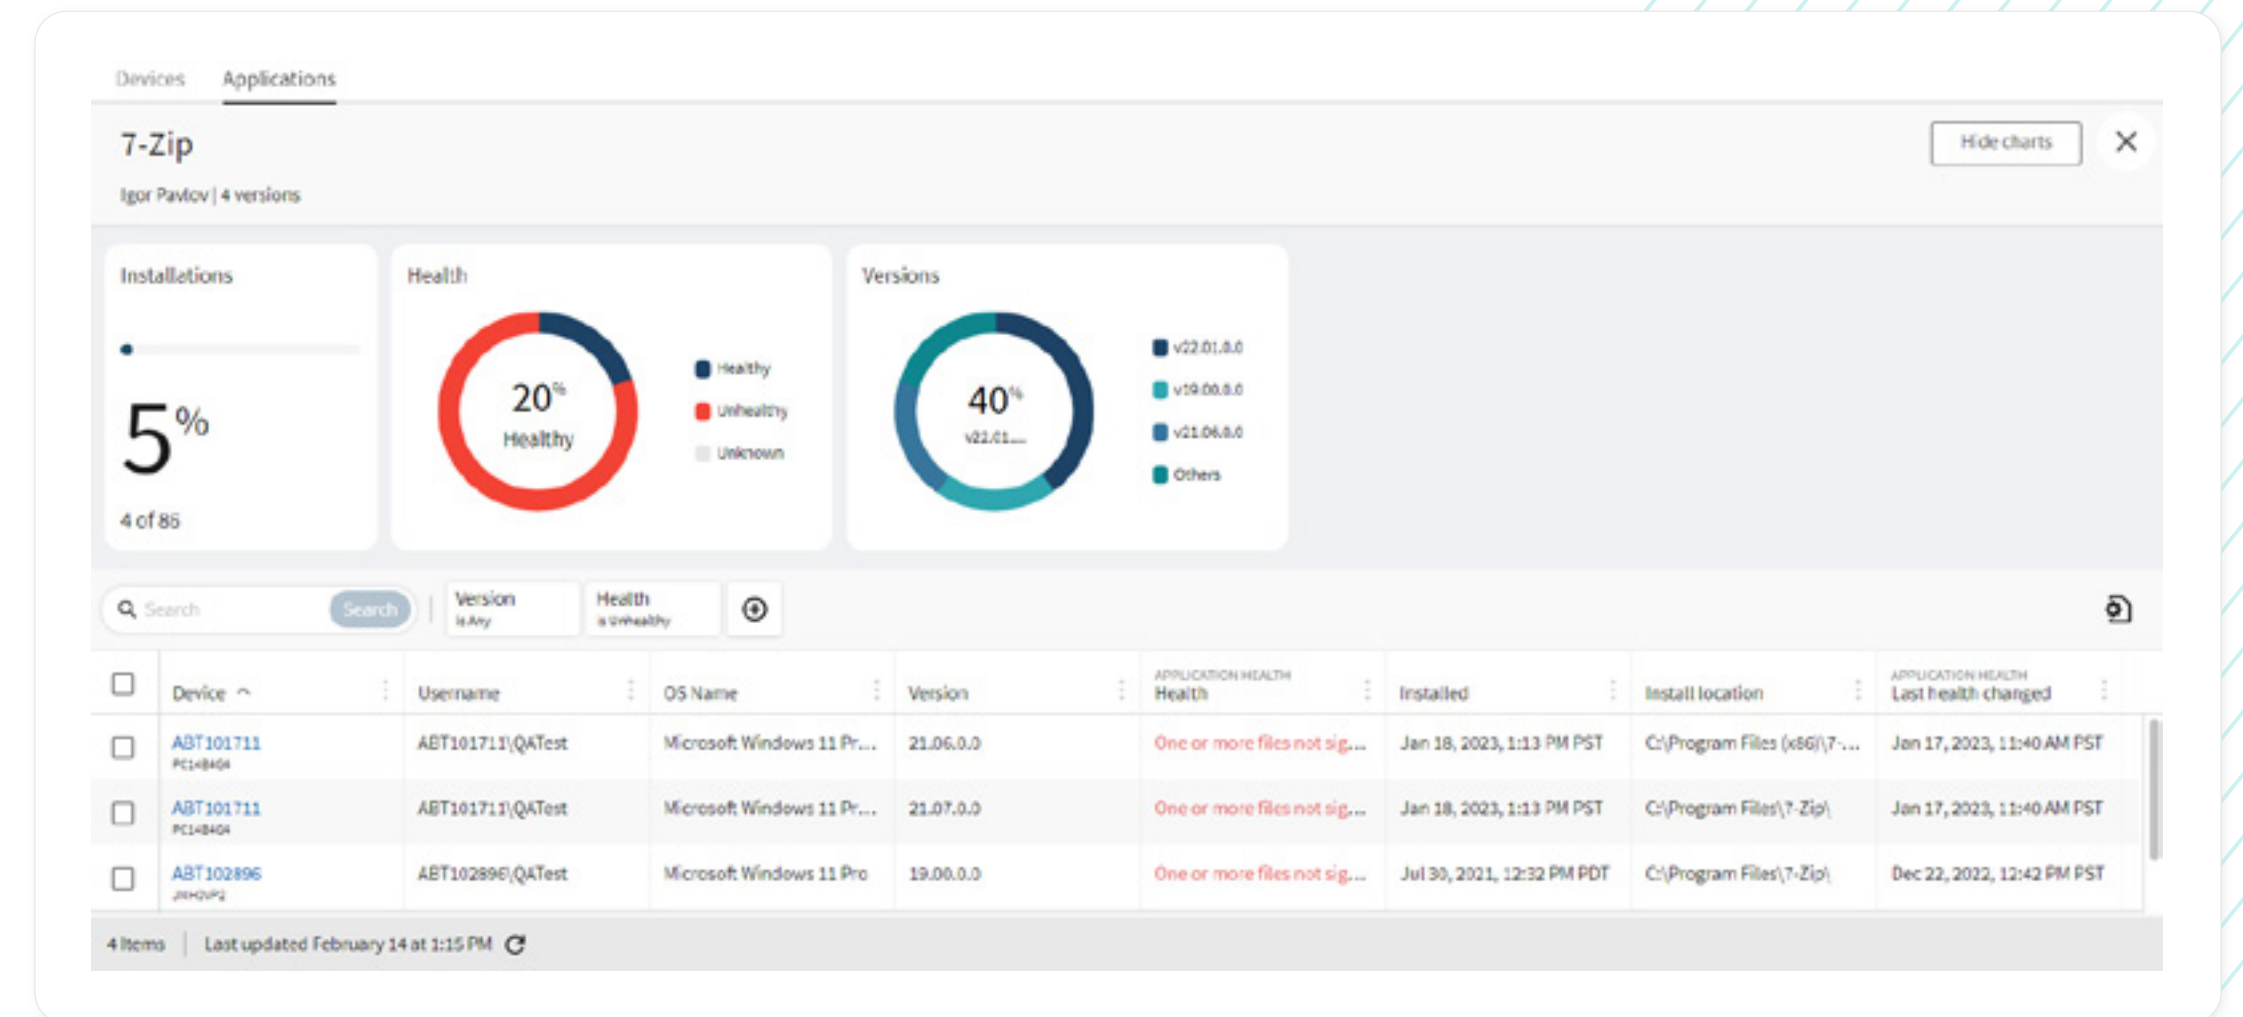 Devices Applications
7-Zip
Hide charts
Igor Pavlov | 4 versions
Installations
5%
4 of 86
Health
20%
Healthy
Healthy
Unhealthy
Unknown
Versions
40%
v22.01....
v22.01.0.0
v19.00.0.0
v21.06.0.0
Others
Search Search
Version
is Any
Health
is Unhealthy
Device Username OS Name Version APPLICATION HEALTH Health Installed Install location APPLICATION HEALTH Last health changed
ABT101711 ABT101711\QATest Microsoft Windows 11 Pr... 21.06.0.0 One or more files not sig... Jan 18, 2023, 1:13 PM PST C:\Program Files (x86)\7-... Jan 17, 2023, 11:40 AM PST
ABT101711 ABT101711\QATest Microsoft Windows 11 Pr... 21.07.0.0 One or more files not sig... Jan 18, 2023, 1:13 PM PST C:\Program Files\7-Zip\ Jan 17, 2023, 11:40 AM PST
ABT102896 ABT102896\QATest Microsoft Windows 11 Pro 19.00.0.0 One or more files not sig... Jul 30, 2021, 12:32 PM PDT C:\Program Files\7-Zip\ Dec 22, 2022, 12:42 PM PST
4 Items Last updated February 14 at 1:15 PM